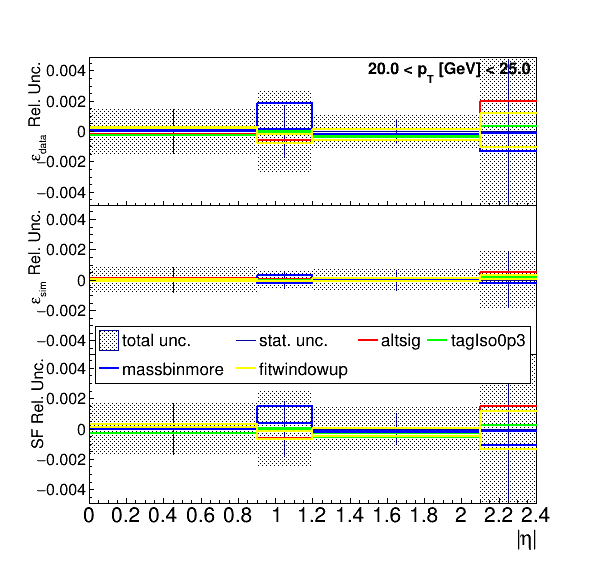 20.0 < p_T [GeV] < 25.0
ε_data Rel. Unc.
0.004
0.002
0
−0.002
−0.004
ε_sim Rel. Unc.
0.004
0.002
0
−0.002
−0.004
total unc. stat. unc. altsig tagIso0p3
massbinmore fitwindowup
SF Rel. Unc.
0.004
0.002
0
−0.002
−0.004
0 0.2 0.4 0.6 0.8 1 1.2 1.4 1.6 1.8 2 2.2 2.4
|η|